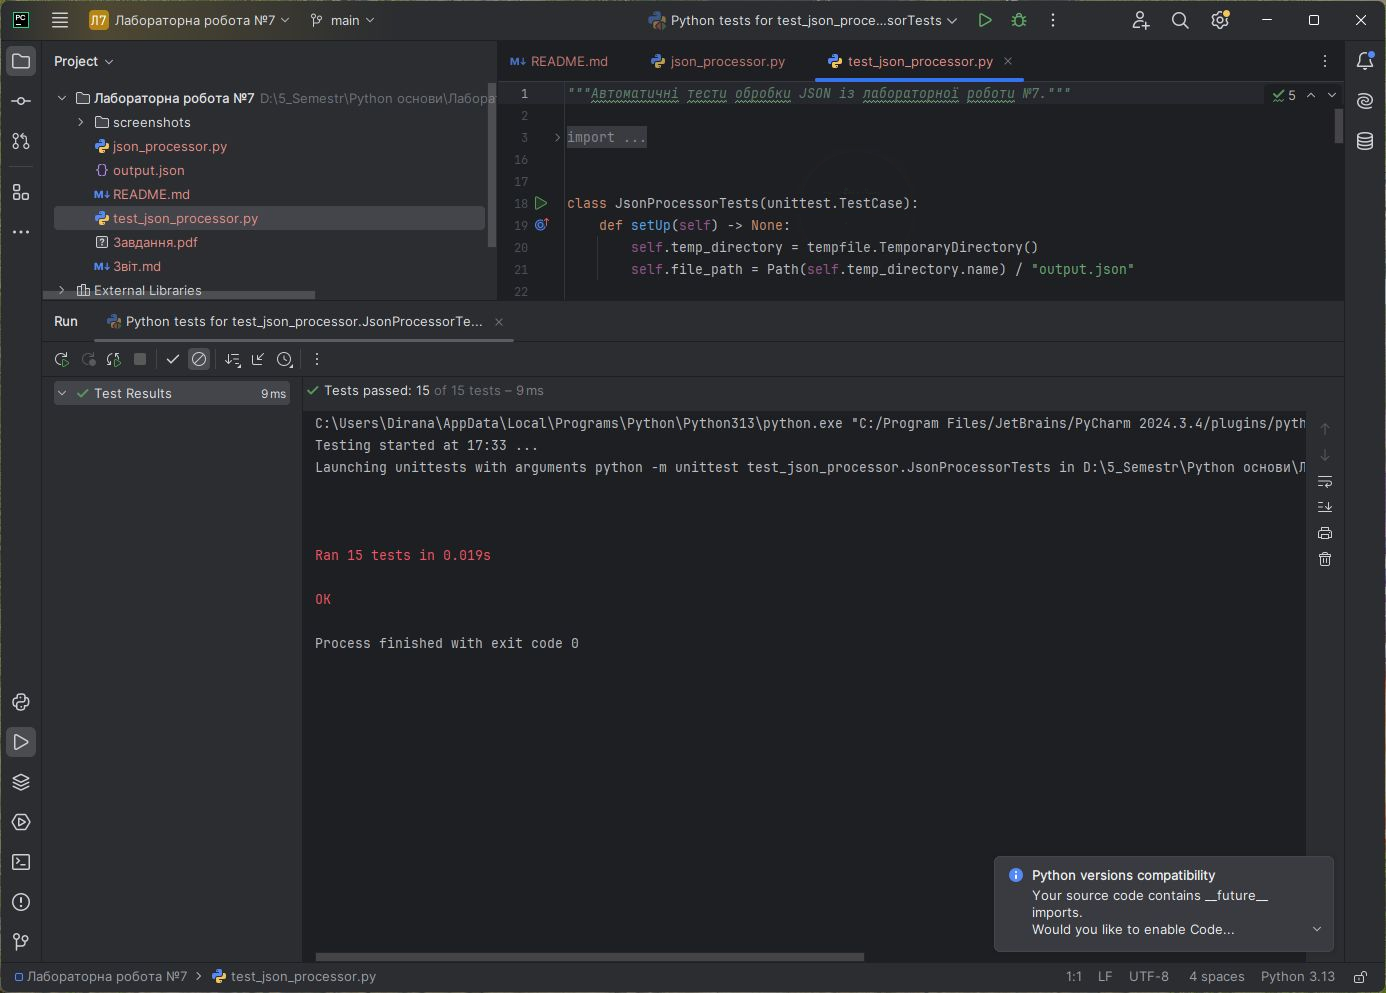 PC Л7 Лабораторна робота №7 main Python tests for test_json_proce...sorTests
Project
Лабораторна робота №7 D:\5_Semestr\Python основи\Лабора
screenshots
json_processor.py
output.json
README.md
test_json_processor.py
Завдання.pdf
Звіт.md
External Libraries
README.md json_processor.py test_json_processor.py
1 """Автоматичні тести обробки JSON із лабораторної роботи №7.""" 5
2
3 import ...
16
17
18 class JsonProcessorTests(unittest.TestCase):
19 def setUp(self) -> None:
20 self.temp_directory = tempfile.TemporaryDirectory()
21 self.file_path = Path(self.temp_directory.name) / "output.json"
22
Run Python tests for test_json_processor.JsonProcessorTe...
Test Results 9 ms
Tests passed: 15 of 15 tests – 9 ms
C:\Users\Dirana\AppData\Local\Programs\Python\Python313\python.exe "C:/Program Files/JetBrains/PyCharm 2024.3.4/plugins/pyth
Testing started at 17:33 ...
Launching unittests with arguments python -m unittest test_json_processor.JsonProcessorTests in D:\5_Semestr\Python основи\Л
Ran 15 tests in 0.019s
OK
Process finished with exit code 0
Python versions compatibility
Your source code contains __future__
imports.
Would you like to enable Code...
Лабораторна робота №7 test_json_processor.py 1:1 LF UTF-8 4 spaces Python 3.13